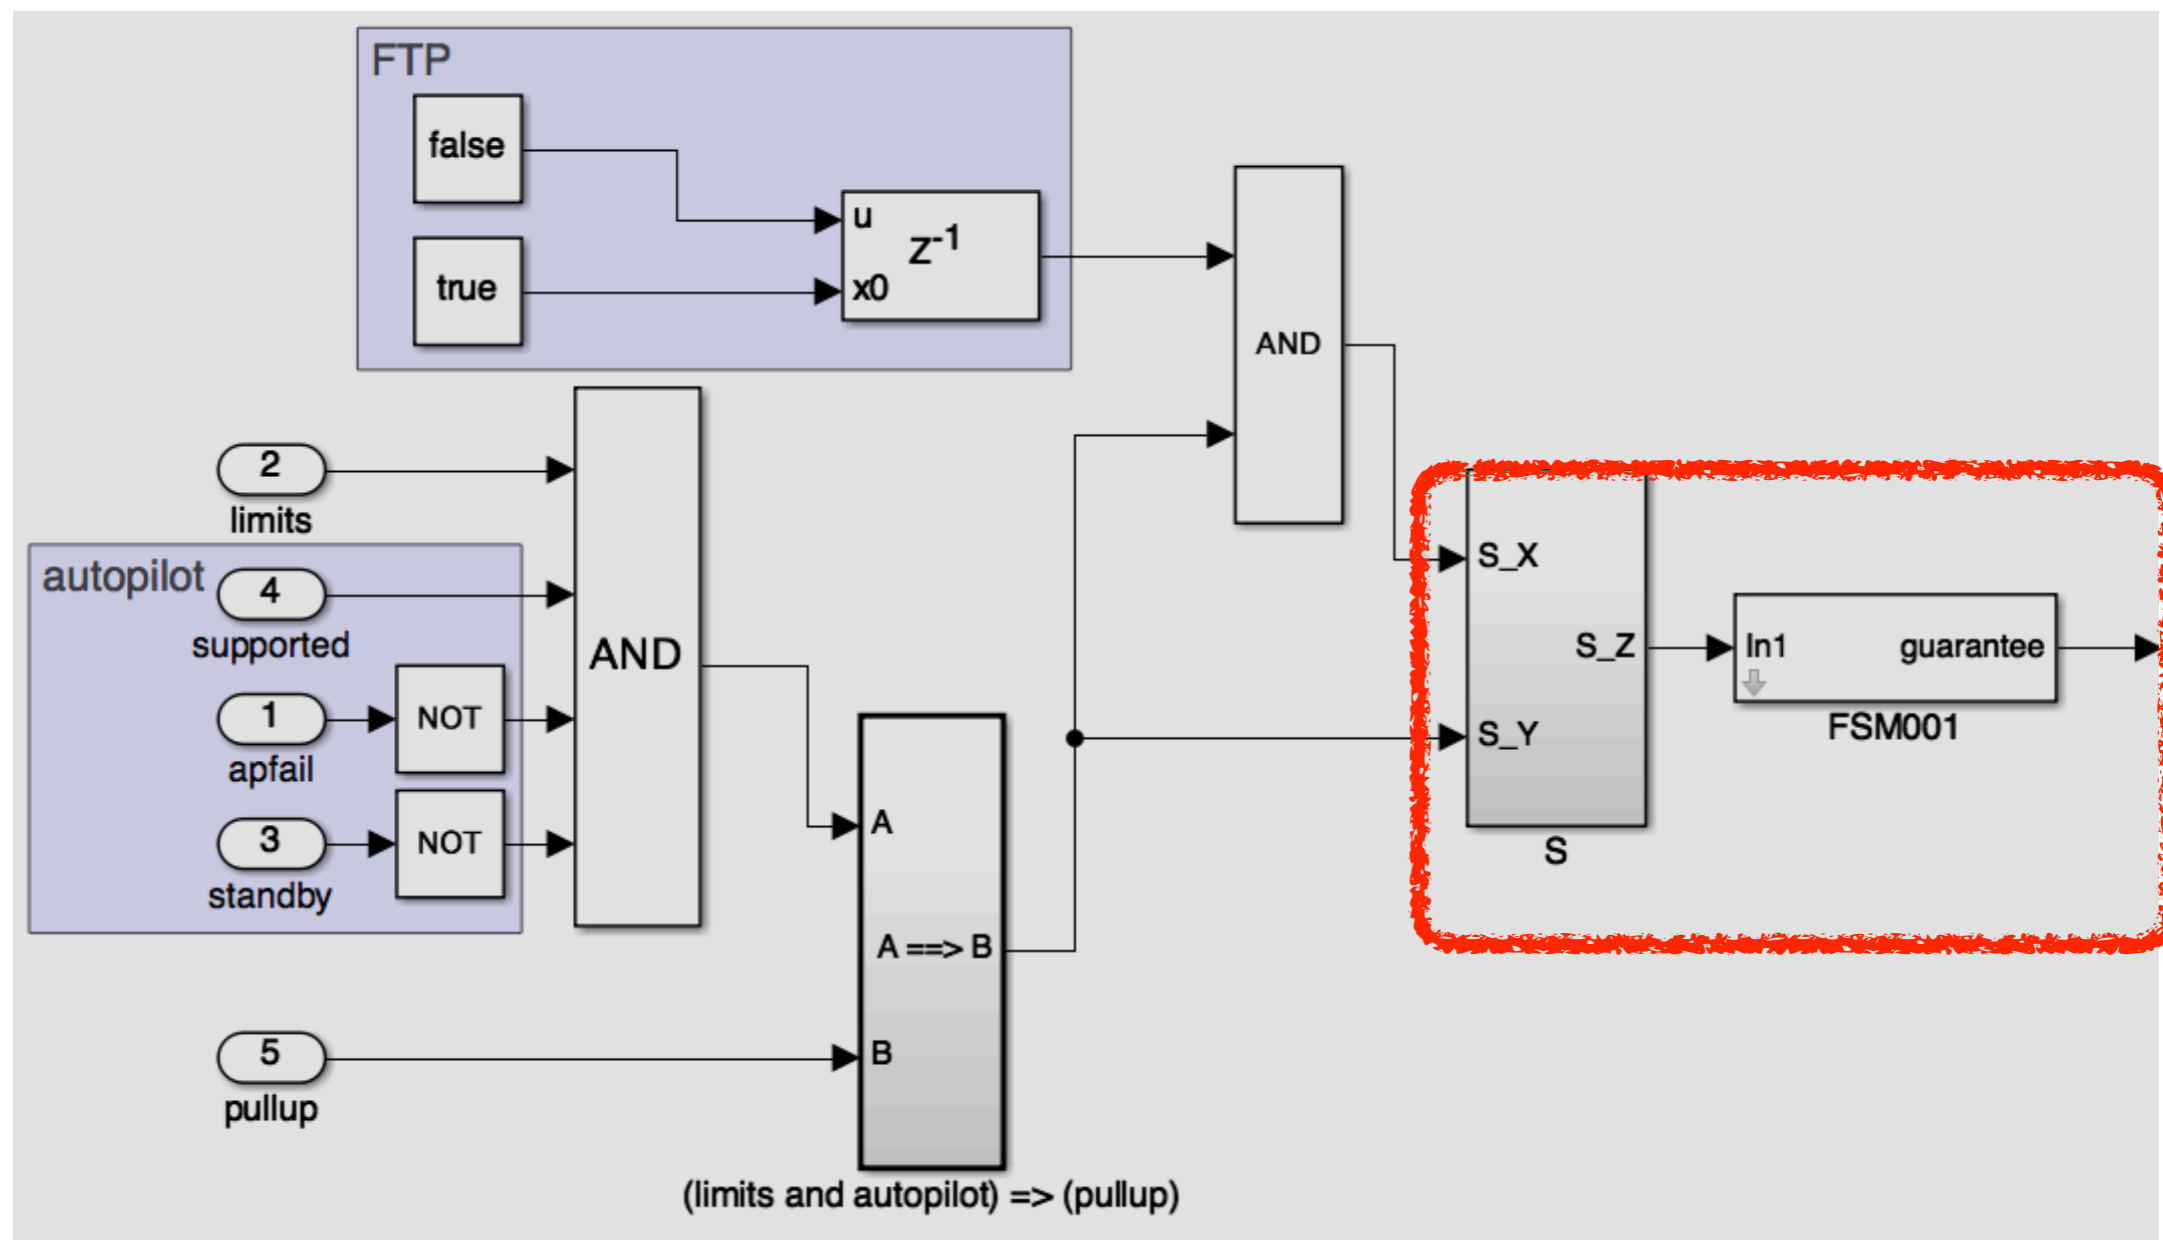 FTP
false
true
u
x0
z-1
AND
2
limits
autopilot
4
supported
1
apfail
NOT
3
standby
NOT
AND
5
pullup
A
A ==> B
B
(limits and autopilot) => (pullup)
S_X
S_Z
S_Y
S
In1
guarantee
FSM001